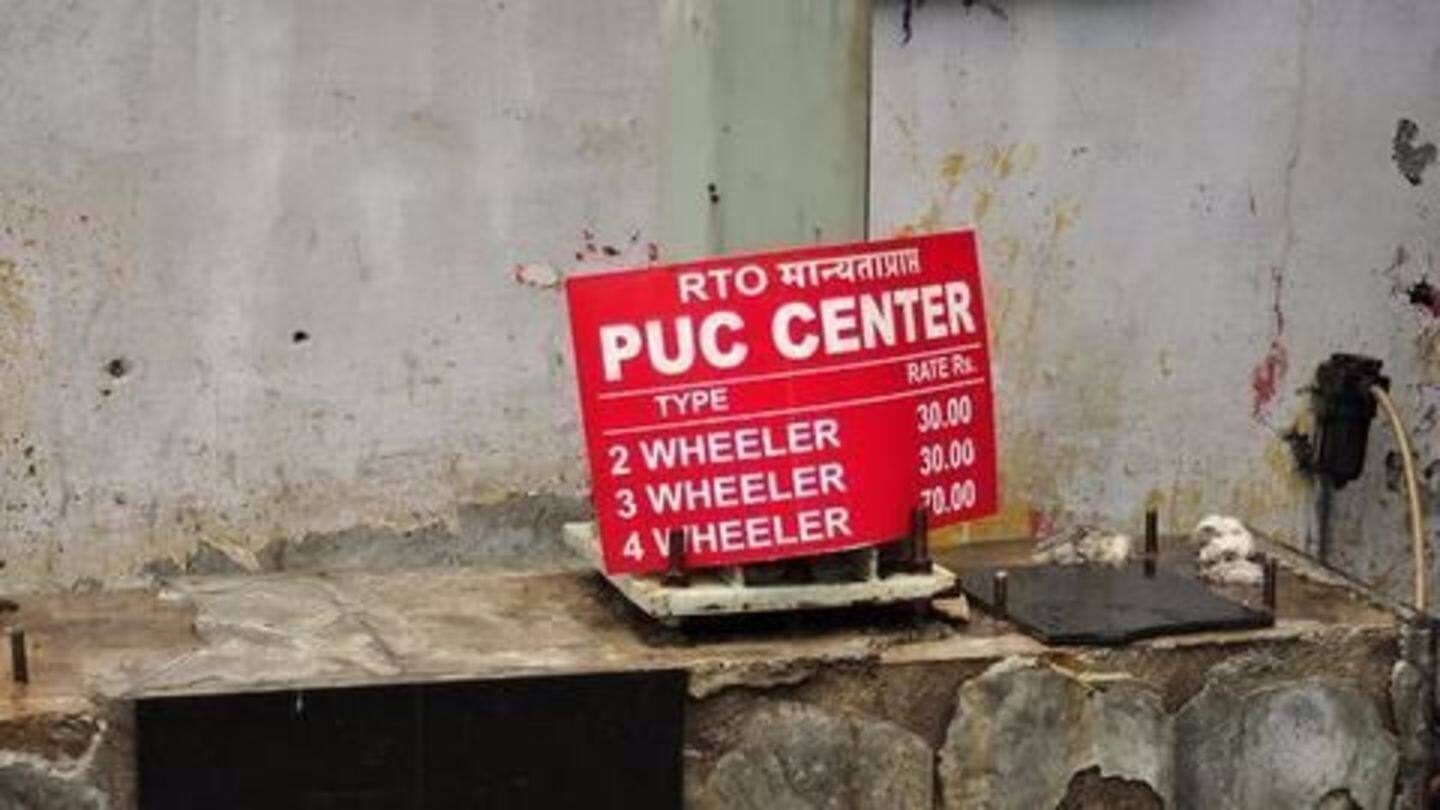 RTO मान्यताप्राप्त
PUC CENTER
TYPE RATE Rs.
2 WHEELER 30.00
3 WHEELER 30.00
4 WHEELER 70.00